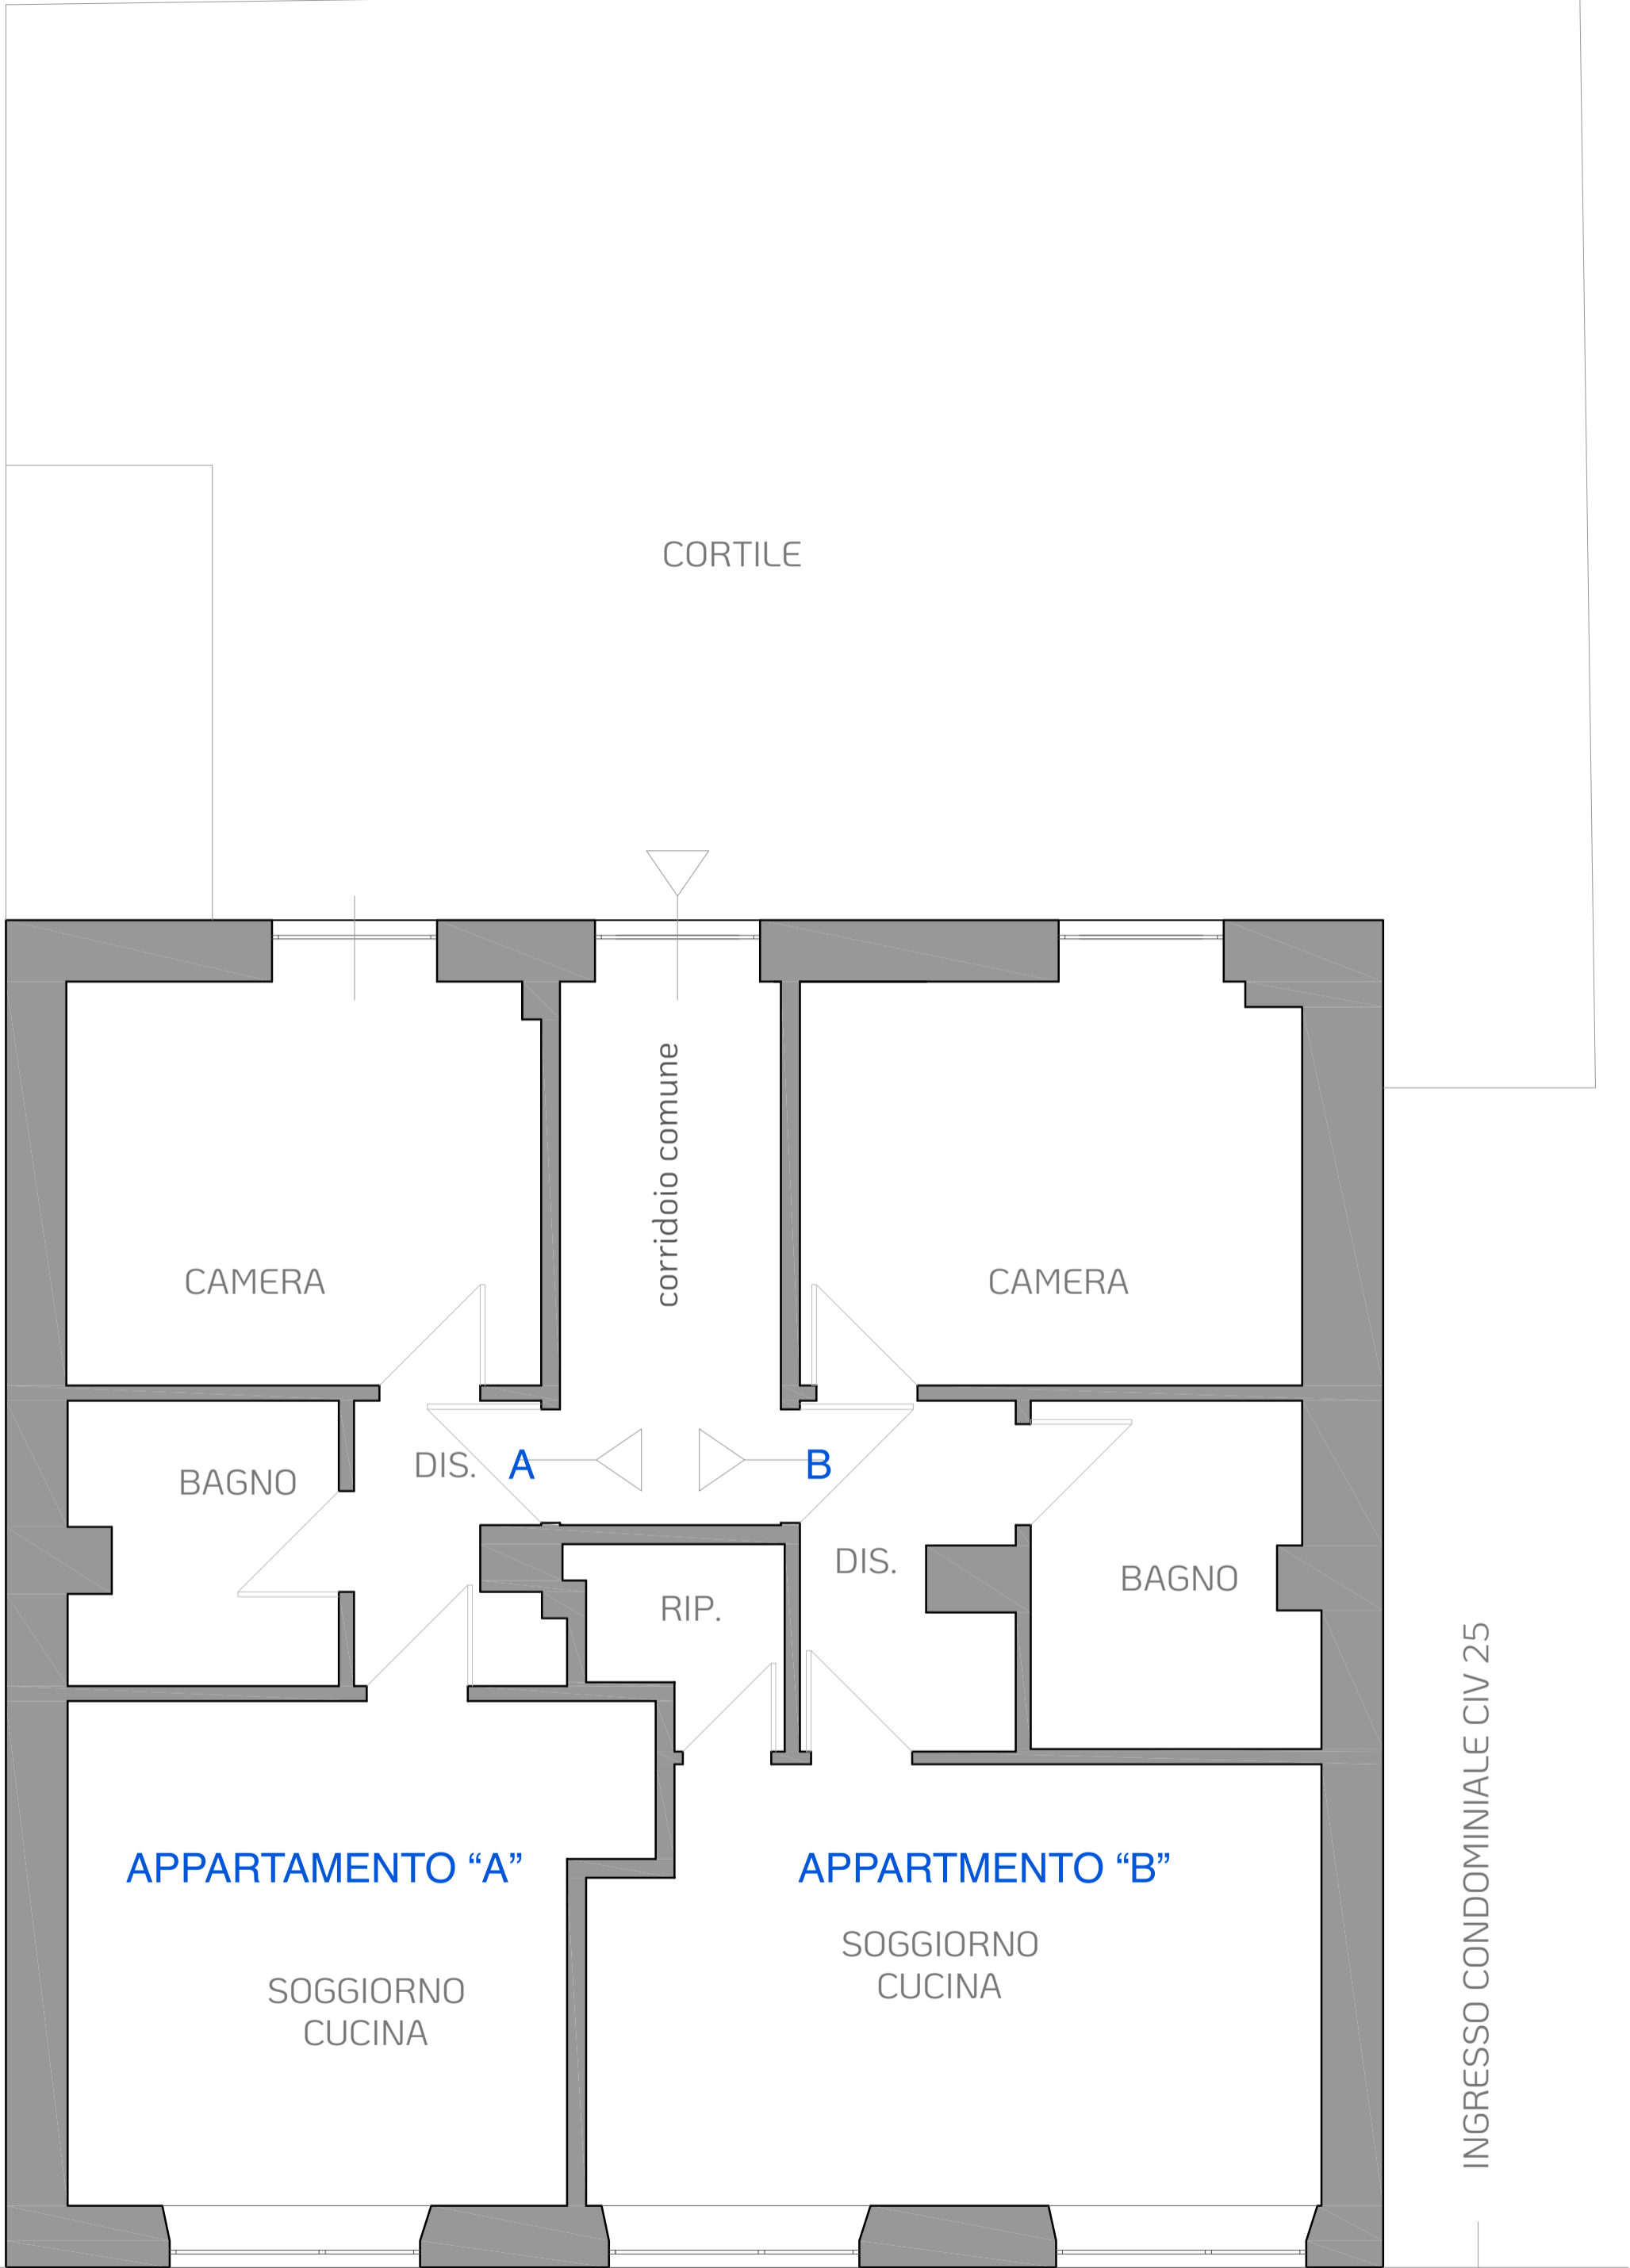 CORTILE
corridoio comune
CAMERA
CAMERA
DIS.
A
B
BAGNO
DIS.
BAGNO
RIP.
APPARTAMENTO “A”
APPARTIMENTO “B”
SOGGIORNO
CUCINA
SOGGIORNO
CUCINA
INGRESSO CONDOMINIALE CIV 25